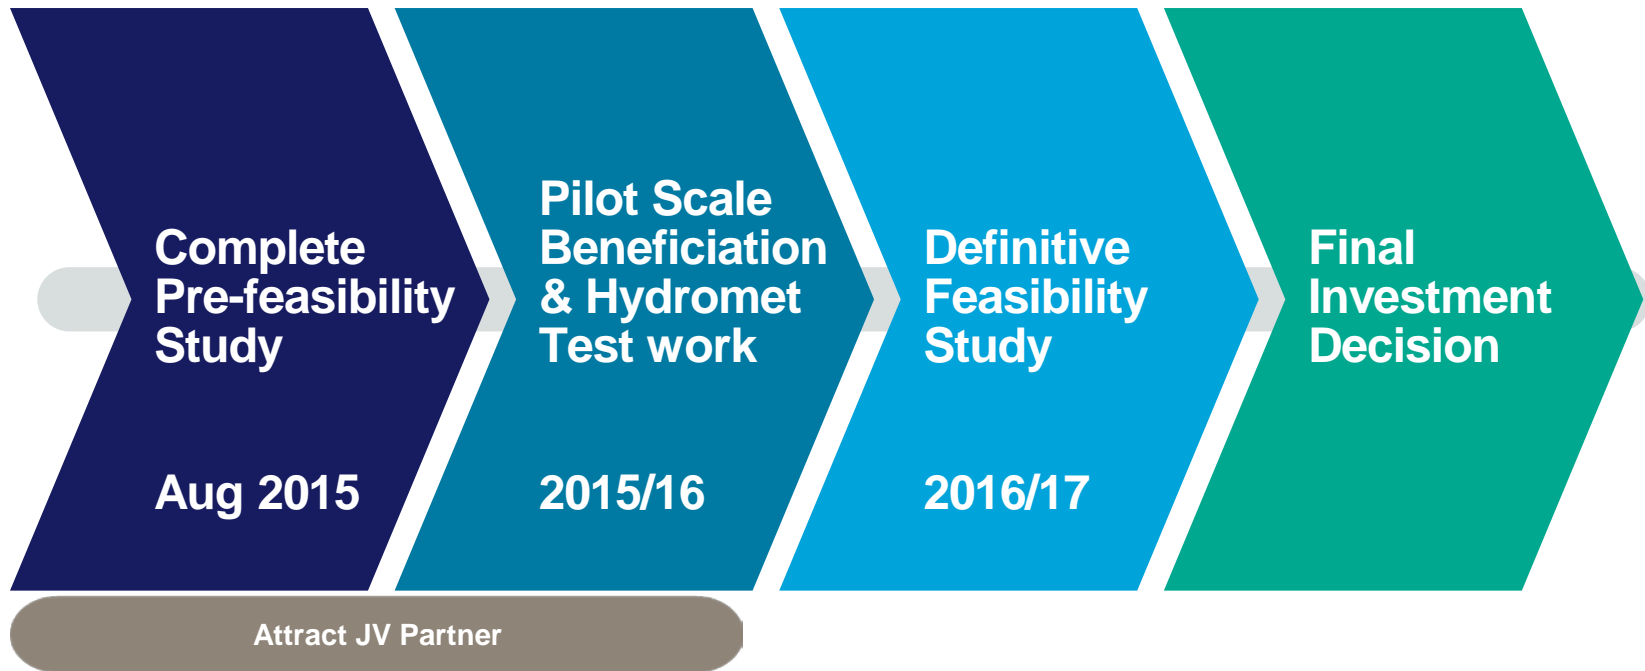 Complete
Pre-feasibility
Study
Aug 2015
Pilot Scale
Beneficiation
& Hydromet
Test work
2015/16
Definitive
Feasibility
Study
2016/17
Final
Investment
Decision
Attract JV Partner